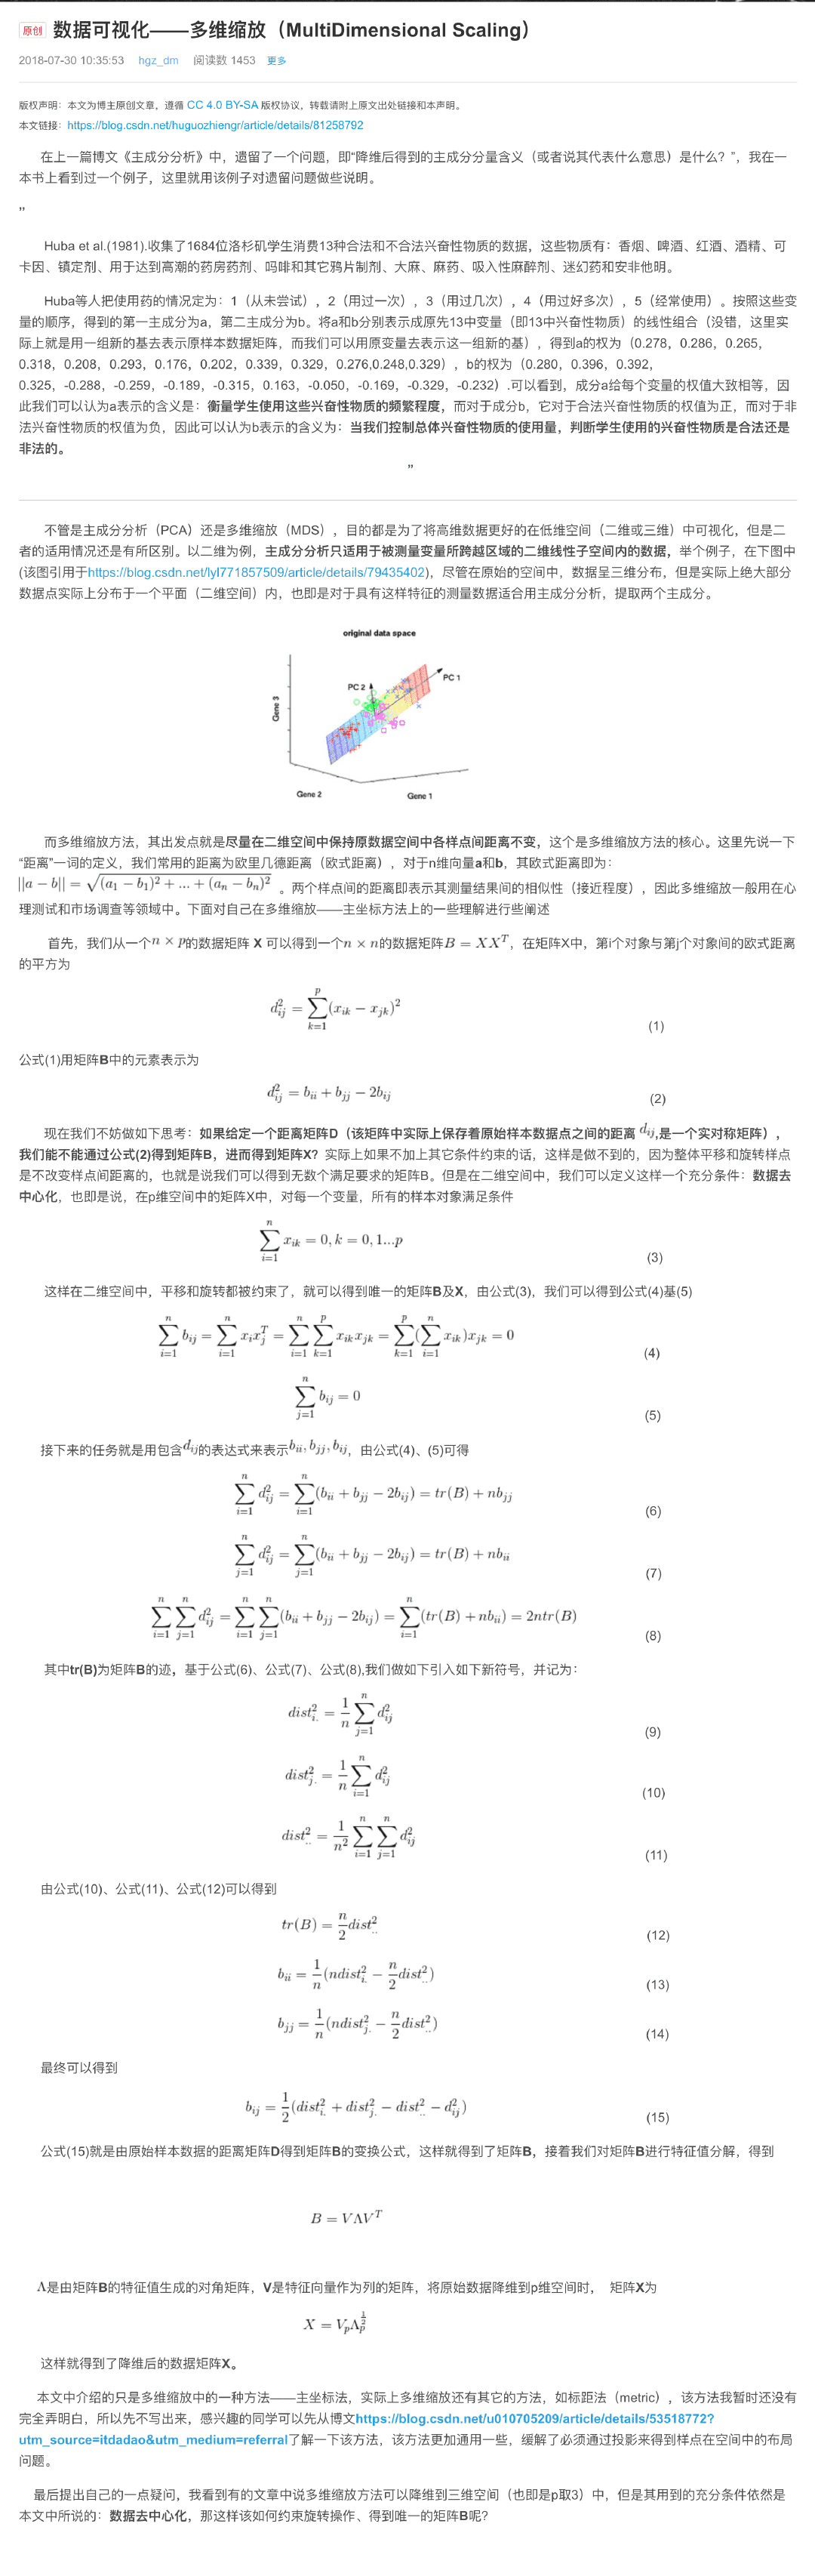 原创 数据可视化——多维缩放（MultiDimensional Scaling）
2018-07-30 10:35:53 hgz_dm 阅读数 1453 更多
版权声明：本文为博主原创文章，遵循 CC 4.0 BY-SA 版权协议，转载请附上原文出处链接和本声明。
本文链接：https://blog.csdn.net/huguozhiengr/article/details/81258792
在上一篇博文《主成分分析》中，遗留了一个问题，即“降维后得到的主成分分量含义（或者说其代表什么意思）是什么？”，我在一
本书上看到过一个例子，这里就用该例子对遗留问题做些说明。
”
Huba et al.(1981).收集了1684位洛杉矶学生消费13种合法和不合法兴奋性物质的数据，这些物质有：香烟、啤酒、红酒、酒精、可
卡因、镇定剂、用于达到高潮的药房药剂、吗啡和其它鸦片制剂、大麻、麻药、吸入性麻醉剂、迷幻药和安非他明。
Huba等人把使用药的情况定为：1（从未尝试），2（用过一次），3（用过几次），4（用过好多次），5（经常使用）。按照这些变
量的顺序，得到的第一主成分为a，第二主成分为b。将a和b分别表示成原先13中变量（即13中兴奋性物质）的线性组合（没错，这里实
际上就是用一组新的基去表示原样本数据矩阵，而我们可以用原变量去表示这一组新的基），得到a的权为（0.278，0.286，0.265，
0.318，0.208，0.293，0.176，0.202，0.339，0.329，0.276,0.248,0.329），b的权为（0.280，0.396，0.392，
0.325，-0.288，-0.259，-0.189，-0.315，0.163，-0.050，-0.169，-0.329，-0.232）.可以看到，成分a给每个变量的权值大致相等，因
此我们可以认为a表示的含义是：衡量学生使用这些兴奋性物质的频繁程度，而对于成分b，它对于合法兴奋性物质的权值为正，而对于非
法兴奋性物质的权值为负，因此可以认为b表示的含义为：当我们控制总体兴奋性物质的使用量，判断学生使用的兴奋性物质是合法还是
非法的。
”
不管是主成分分析（PCA）还是多维缩放（MDS），目的都是为了将高维数据更好的在低维空间（二维或三维）中可视化，但是二
者的适用情况还是有所区别。以二维为例，主成分分析只适用于被测量变量所跨越区域的二维线性子空间内的数据，举个例子，在下图中
(该图引用于https://blog.csdn.net/lyl771857509/article/details/79435402)，尽管在原始的空间中，数据呈三维分布，但是实际上绝大部分
数据点实际上分布于一个平面（二维空间）内，也即是对于具有这样特征的测量数据适合用主成分分析，提取两个主成分。
original data space
PC 1
PC 2
Gene 3
Gene 2
Gene 1
而多维缩放方法，其出发点就是尽量在二维空间中保持原数据空间中各样点间距离不变，这个是多维缩放方法的核心。这里先说一下
“距离”一词的定义，我们常用的距离为欧里几德距离（欧式距离），对于n维向量a和b，其欧式距离即为：
||a − b|| = √(a₁ − b₁)² + ... + (aₙ − bₙ)² 。两个样点间的距离即表示其测量结果间的相似性（接近程度），因此多维缩放一般用在心
理测试和市场调查等领域中。下面对自己在多维缩放——主坐标方法上的一些理解进行些阐述
首先，我们从一个n × p的数据矩阵 X 可以得到一个n × n的数据矩阵B = XX^T，在矩阵X中，第i个对象与第j个对象间的欧式距离
的平方为
d_{ij}^2 = \sum_{k=1}^{p}(x_{ik} − x_{jk})^2 (1)
公式(1)用矩阵B中的元素表示为
d_{ij}^2 = b_{ii} + b_{jj} − 2b_{ij} (2)
现在我们不妨做如下思考：如果给定一个距离矩阵D（该矩阵中实际上保存着原始样本数据点之间的距离 d_{ij},是一个实对称矩阵），
我们能不能通过公式(2)得到矩阵B，进而得到矩阵X？实际上如果不加上其它条件约束的话，这样是做不到的，因为整体平移和旋转样点
是不改变样点间距离的，也就是说我们可以得到无数个满足要求的矩阵B。但是在二维空间中，我们可以定义这样一个充分条件：数据去
中心化，也即是说，在p维空间中的矩阵X中，对每一个变量，所有的样本对象满足条件
\sum_{i=1}^{n} x_{ik} = 0, k = 0, 1...p (3)
这样在二维空间中，平移和旋转都被约束了，就可以得到唯一的矩阵B及X，由公式(3)，我们可以得到公式(4)基(5)
\sum_{i=1}^{n} b_{ij} = \sum_{i=1}^{n} x_i x_j^T = \sum_{i=1}^{n} \sum_{k=1}^{p} x_{ik}x_{jk} = \sum_{k=1}^{p}(\sum_{i=1}^{n} x_{ik})x_{jk} = 0 (4)
\sum_{j=1}^{n} b_{ij} = 0 (5)
接下来的任务就是用包含d_{ij}的表达式来表示b_{ii}, b_{jj}, b_{ij}，由公式(4)、(5)可得
\sum_{i=1}^{n} d_{ij}^2 = \sum_{i=1}^{n}(b_{ii} + b_{jj} − 2b_{ij}) = tr(B) + nb_{jj} (6)
\sum_{j=1}^{n} d_{ij}^2 = \sum_{j=1}^{n}(b_{ii} + b_{jj} − 2b_{ij}) = tr(B) + nb_{ii} (7)
\sum_{i=1}^{n} \sum_{j=1}^{n} d_{ij}^2 = \sum_{i=1}^{n} \sum_{j=1}^{n}(b_{ii} + b_{jj} − 2b_{ij}) = \sum_{i=1}^{n}(tr(B) + nb_{ii}) = 2ntr(B) (8)
其中tr(B)为矩阵B的迹，基于公式(6)、公式(7)、公式(8),我们做如下引入如下新符号，并记为：
dist_{i.}^2 = \frac{1}{n} \sum_{j=1}^{n} d_{ij}^2 (9)
dist_{j.}^2 = \frac{1}{n} \sum_{i=1}^{n} d_{ij}^2 (10)
dist_{..}^2 = \frac{1}{n^2} \sum_{i=1}^{n} \sum_{j=1}^{n} d_{ij}^2 (11)
由公式(10)、公式(11)、公式(12)可以得到
tr(B) = \frac{n}{2} dist_{..}^2 (12)
b_{ii} = \frac{1}{n}(ndist_{i.}^2 − \frac{n}{2} dist_{..}^2) (13)
b_{jj} = \frac{1}{n}(ndist_{j.}^2 − \frac{n}{2} dist_{..}^2) (14)
最终可以得到
b_{ij} = \frac{1}{2}(dist_{i.}^2 + dist_{j.}^2 − dist_{..}^2 − d_{ij}^2) (15)
公式(15)就是由原始样本数据的距离矩阵D得到矩阵B的变换公式，这样就得到了矩阵B，接着我们对矩阵B进行特征值分解，得到
B = VΛV^T
Λ是由矩阵B的特征值生成的对角矩阵，V是特征向量作为列的矩阵，将原始数据降维到p维空间时， 矩阵X为
X = V_p Λ_p^{\frac{1}{2}}
这样就得到了降维后的数据矩阵X。
本文中介绍的只是多维缩放中的一种方法——主坐标法，实际上多维缩放还有其它的方法，如标距法（metric），该方法我暂时还没有
完全弄明白，所以先不写出来，感兴趣的同学可以先从博文https://blog.csdn.net/u010705209/article/details/53518772?
utm_source=itdadao&utm_medium=referral了解一下该方法，该方法更加通用一些，缓解了必须通过投影来得到样点在空间中的布局
问题。
最后提出自己的一点疑问，我看到有的文章中说多维缩放方法可以降维到三维空间（也即是p取3）中，但是其用到的充分条件依然是
本文中所说的：数据去中心化，那这样该如何约束旋转操作、得到唯一的矩阵B呢？